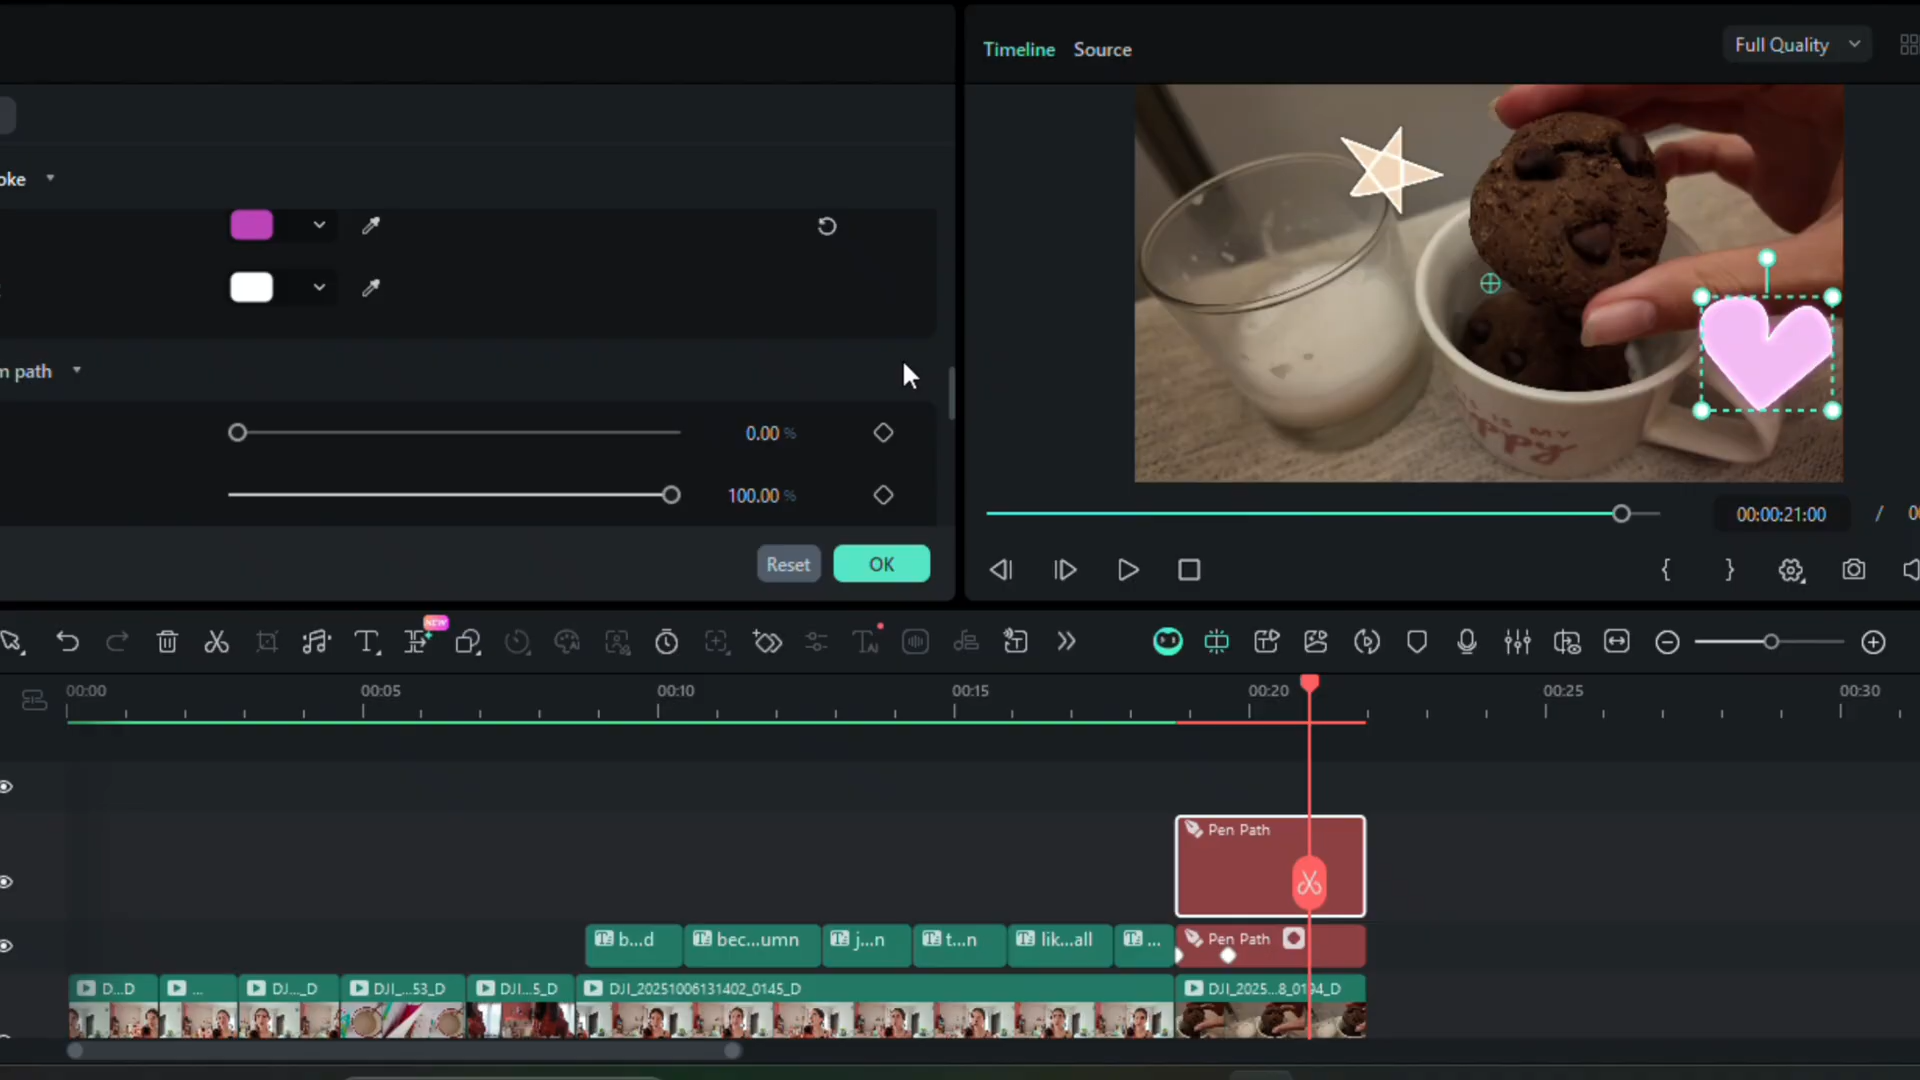 Timeline Source
Full Quality
oke
m path
0.00 %
100.00 %
Reset
OK
00:00:21:00 /
NEW
00:00
00:05
00:10
00:15
00:20
00:25
00:30
Pen Path
b...d
bec...umn
j...n
t...n
lik...all
...
Pen Path
D...D
...
DJ..._D
DJI_...53_D
DJI...5_D
DJI_20251006131402_0145_D
DJI_2025...8_0194_D